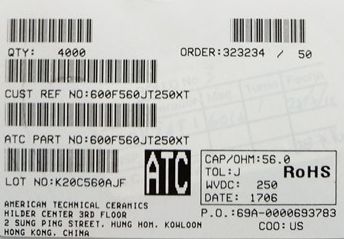 QTY: 4000
ORDER:323234 / 50
CUST REF NO:600F560JT250XT
ATC PART NO:600F560JT250XT
LOT NO:K20C560AJF
ATC
CAP/OHM:56.0
TOL:J RoHS
WVDC: 250
DATE: 1706
AMERICAN TECHNICAL CERAMICS
HILDER CENTER 3RD FLOOR
2 SUNG PING STREET, HUNG HOM, KOWLOON
HONG KONG, CHINA
P.O.:69A-0000693783
COO: US